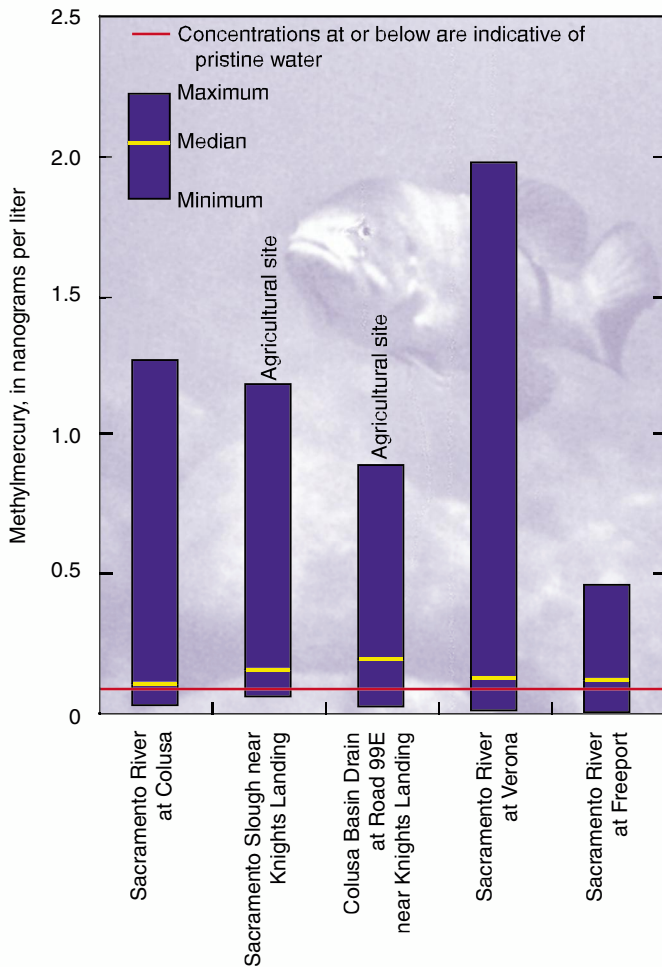 2.5
Concentrations at or below are indicative of
pristine water
Maximum
Median
Minimum
2.0
1.5
1.0
0.5
0
Methylmercury, in nanograms per liter
Agricultural site
Agricultural site
Sacramento River
at Colusa
Sacramento Slough near
Knights Landing
Colusa Basin Drain
at Road 99E
near Knights Landing
Sacramento River
at Verona
Sacramento River
at Freeport